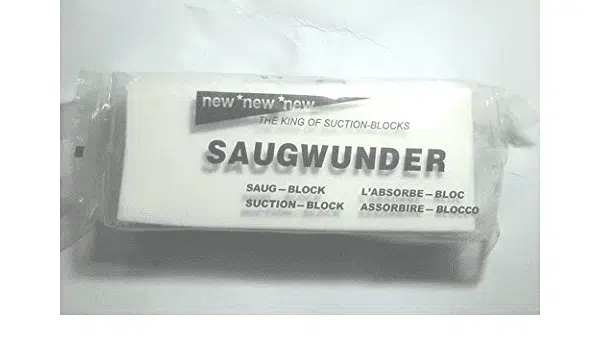 new*new*new
THE KING OF SUCTION-BLOCKS
SAUGWUNDER
SAUG–BLOCK L'ABSORBE–BLOC
SUCTION–BLOCK ASSORBIRE–BLOCCO